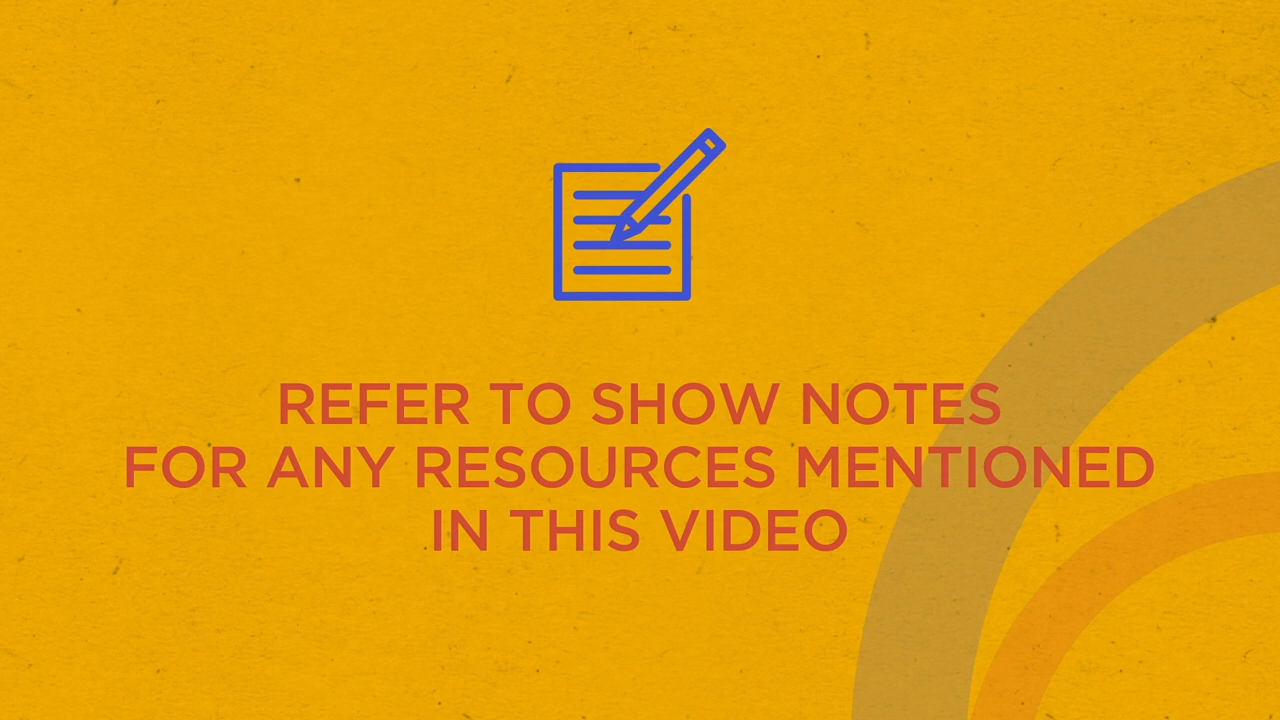 REFER TO SHOW NOTES
FOR ANY RESOURCES MENTIONED
IN THIS VIDEO